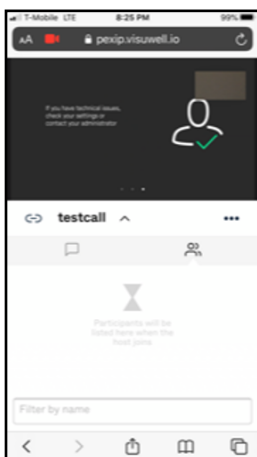 T-Mobile LTE 8:25 PM 99%
AA pexip.visuwell.io
If you have technical issues,
check your settings or
contact your administrator
testcall
Participants will be
listed here when the
host joins
Filter by name